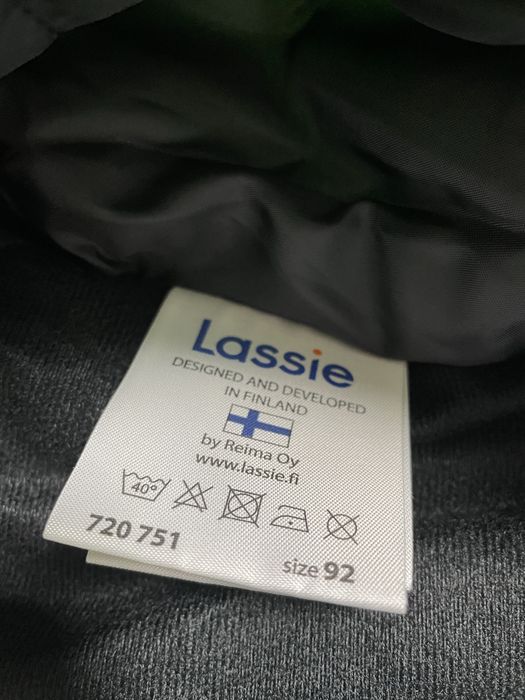 Lassie
DESIGNED AND DEVELOPED
IN FINLAND
by Reima Oy
www.lassie.fi
40°
720 751
size 92